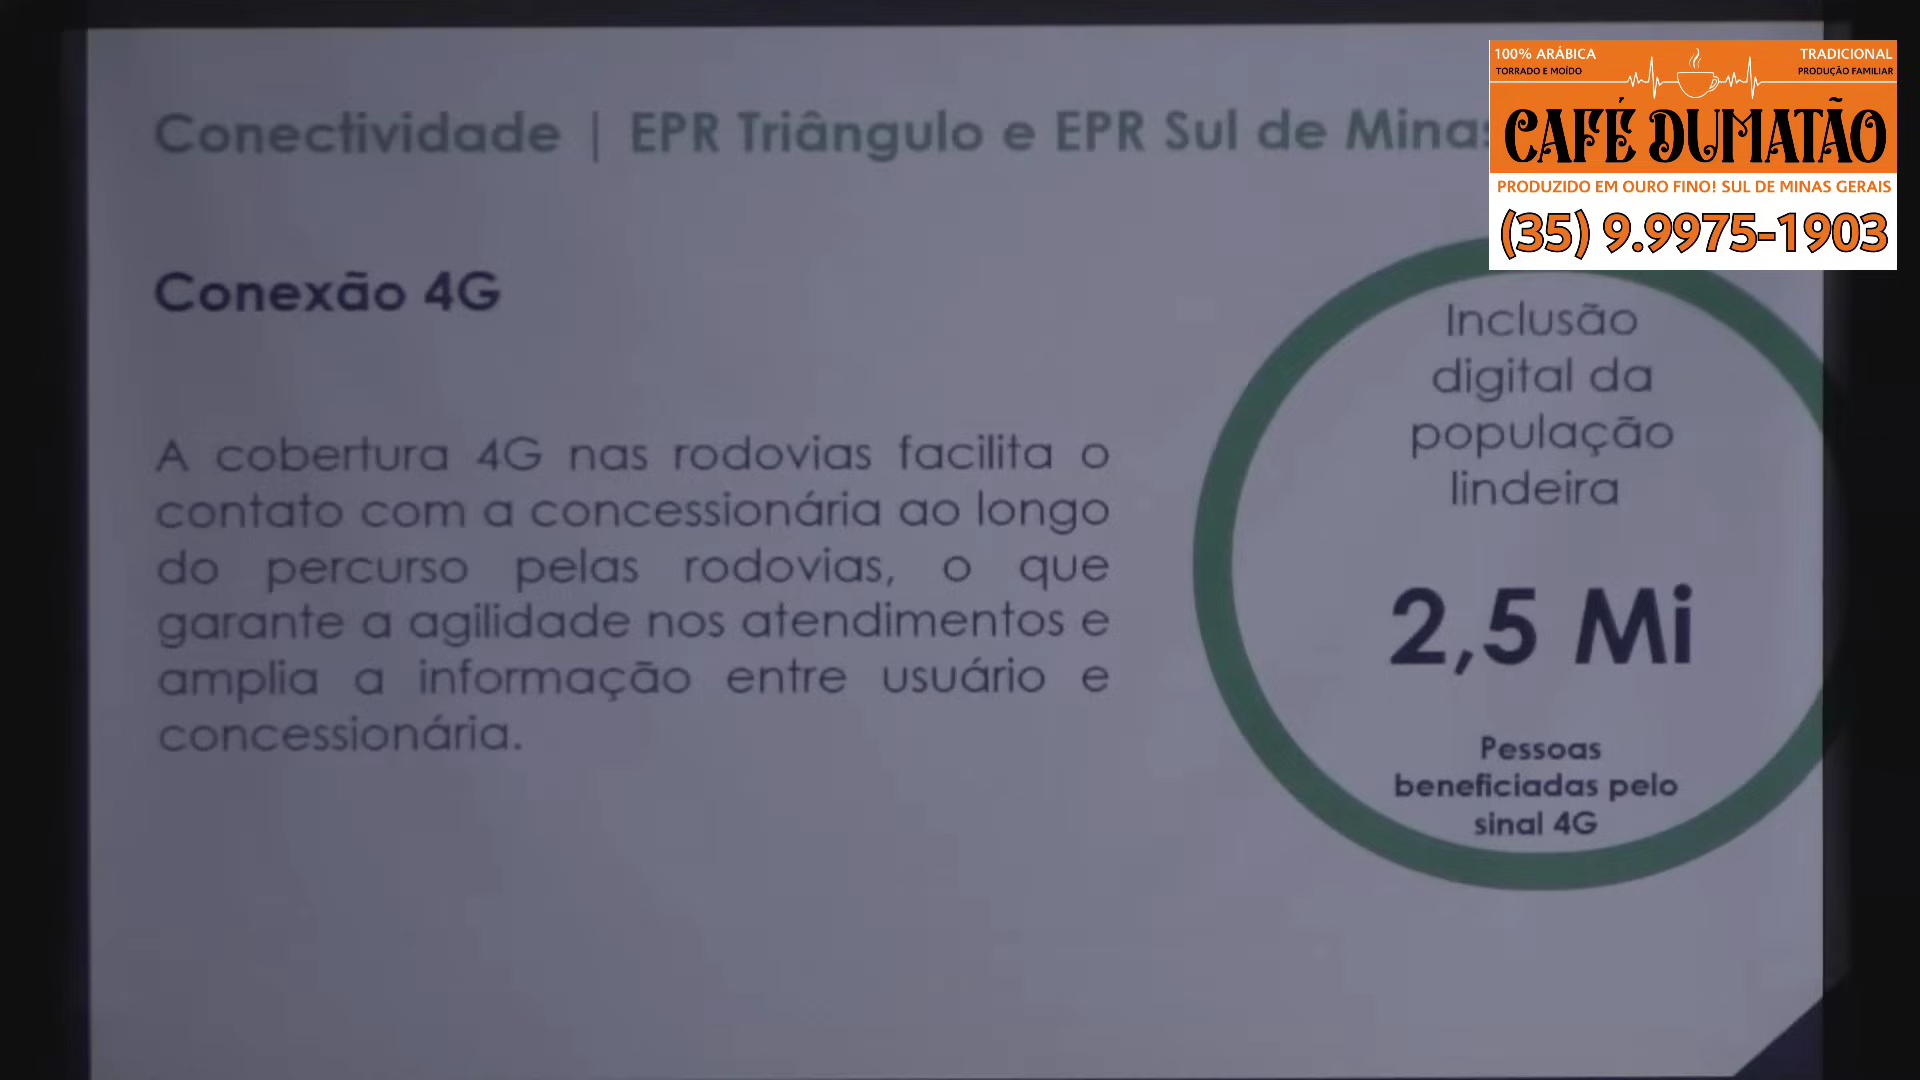 Conectividade | EPR Triângulo e EPR Sul de Minas
100% ARÁBICA
TORRADO E MOÍDO
TRADICIONAL
PRODUÇÃO FAMILIAR
CAFÉ DUMATÃO
PRODUZIDO EM OURO FINO! SUL DE MINAS GERAIS
(35) 9.9975-1903
Conexão 4G
A cobertura 4G nas rodovias facilita o
contato com a concessionária ao longo
do percurso pelas rodovias, o que
garante a agilidade nos atendimentos e
amplia a informação entre usuário e
concessionária.
Inclusão
digital da
população
lindeira
2,5 Mi
Pessoas
beneficiadas pelo
sinal 4G